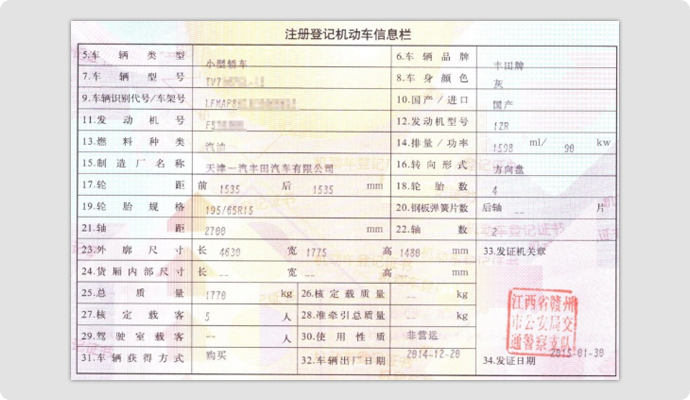 注册登记机动车信息栏
5.车辆类型 小型轿车 6.车辆品牌 丰田牌
7.车辆型号 TV7 8.车身颜色 灰
9.车辆识别代号/车架号 LFMAP8 10.国产/进口 国产
11.发动机号 F5 12.发动机型号 1ZR
13.燃料种类 汽油 14.排量/功率 1598 ml/ 90 kw
15.制造厂名称 天津一汽丰田汽车有限公司 16.转向形式 方向盘
17.轮距 前 1535 后 1535 mm 18.轮胎数 4
19.轮胎规格 195/65R15 20.钢板弹簧片数 后轴 -- 片
21.轴距 2700 mm 22.轴数 2
23.外廓尺寸 长 4630 宽 1775 高 1480 mm 33.发证机关章
24.货厢内部尺寸 长 -- 宽 -- 高 -- mm
25.总质量 1770 kg 26.核定载质量 -- kg
27.核定载客 5 人 28.准牵引总质量 -- kg
29.驾驶室载客 -- 人 30.使用性质 非营运
31.车辆获得方式 购买 32.车辆出厂日期 2014-12-20 34.发证日期 2015-01-30
江西省赣州
市公安局交
通警察支队